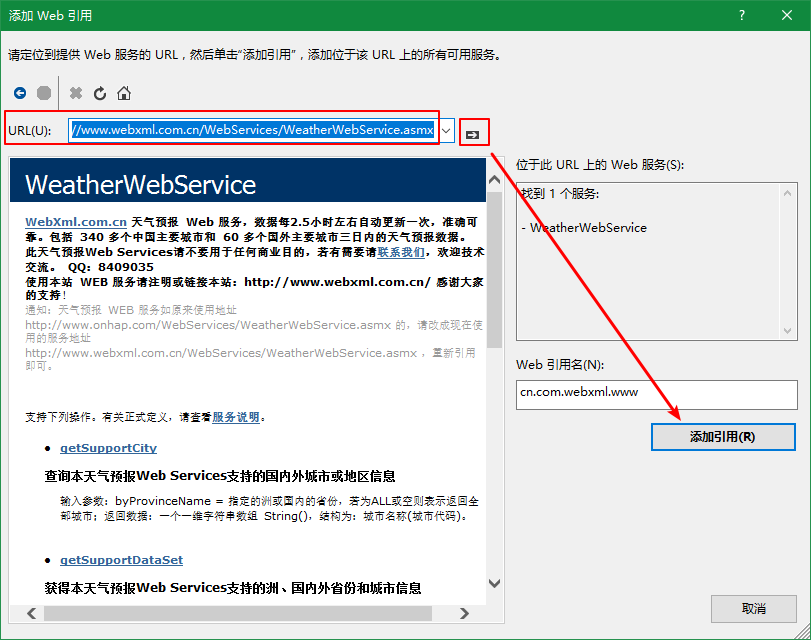 添加 Web 引用
请定位到提供 Web 服务的 URL，然后单击“添加引用”，添加位于该 URL 上的所有可用服务。
URL(U):
//www.webxml.com.cn/WebServices/WeatherWebService.asmx
位于此 URL 上的 Web 服务(S):
找到 1 个服务:
- WeatherWebService
WeatherWebService
WebXml.com.cn 天气预报 Web 服务，数据每2.5小时左右自动更新一次，准确可
靠。包括 340 多个中国主要城市和 60 多个国外主要城市三日内的天气预报数据。
此天气预报Web Services请不要用于任何商业目的，若有需要请联系我们，欢迎技术
交流。 QQ：8409035
使用本站 WEB 服务请注明或链接本站：http://www.webxml.com.cn/ 感谢大家
的支持！
通知：天气预报 WEB 服务如原来使用地址
http://www.onhap.com/WebServices/WeatherWebService.asmx 的，请改成现在使
用的服务地址
http://www.webxml.com.cn/WebServices/WeatherWebService.asmx ，重新引用
即可。
支持下列操作。有关正式定义，请查看服务说明。
• getSupportCity
查询本天气预报Web Services支持的国内外城市或地区信息
输入参数：byProvinceName = 指定的洲或国内的省份，若为ALL或空则表示返回全
部城市；返回数据：一个一维字符串数组 String()，结构为：城市名称(城市代码)。
• getSupportDataSet
获得本天气预报Web Services支持的洲、国内外省份和城市信息
Web 引用名(N):
cn.com.webxml.www
添加引用(R)
取消